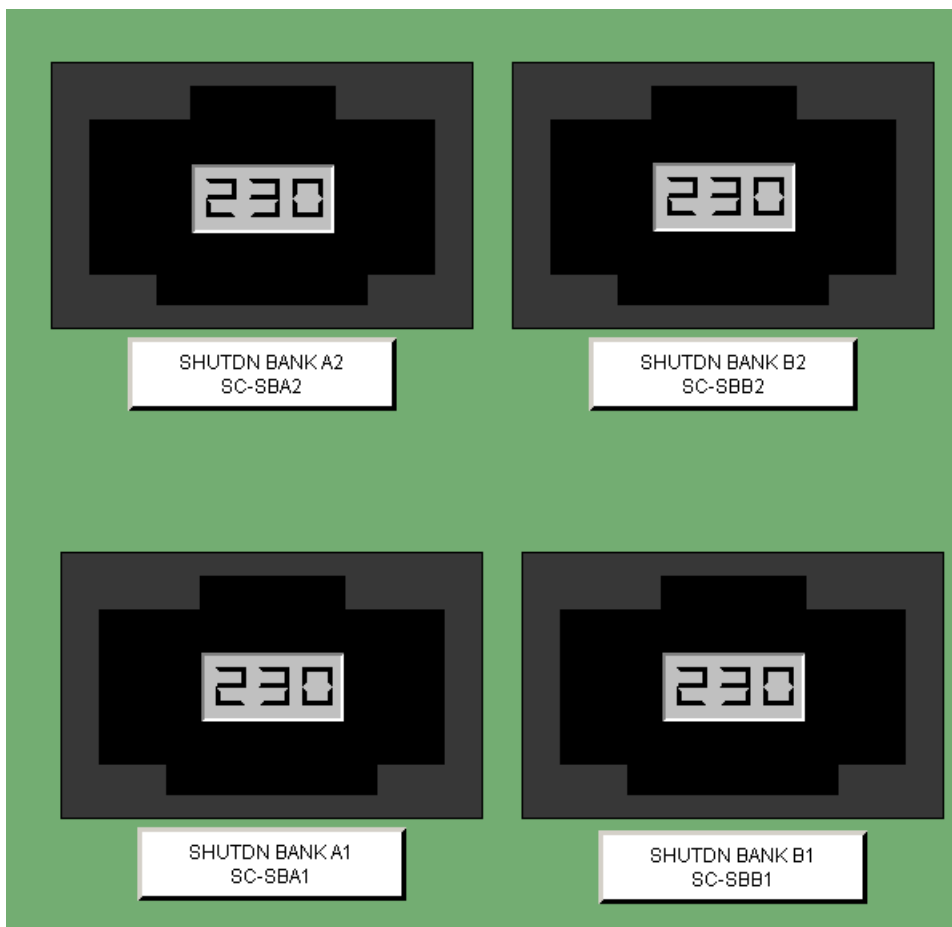 230
230
SHUTDN BANK A2
SC-SBA2
SHUTDN BANK B2
SC-SBB2
230
230
SHUTDN BANK A1
SC-SBA1
SHUTDN BANK B1
SC-SBB1